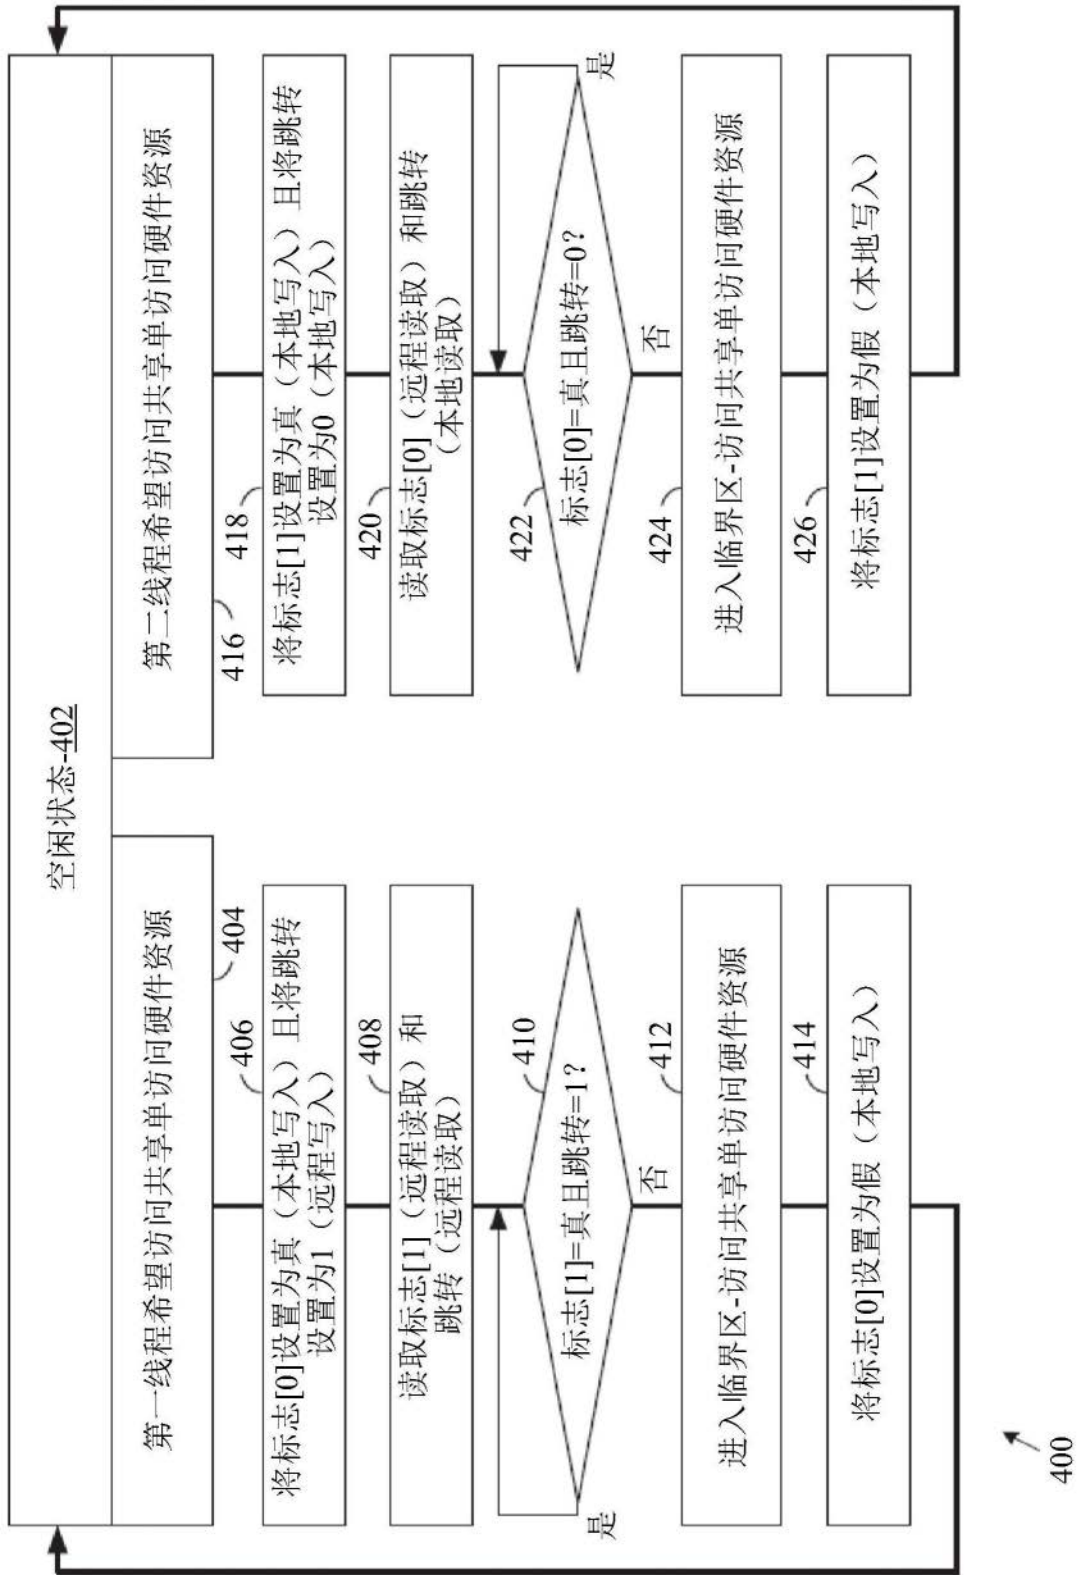 空闲状态-402
第一线程希望访问共享单访问硬件资源
404
406
将标志[0]设置为真（本地写入）且将跳转
设置为1（远程写入）
408
读取标志[1]（远程读取）和
跳转（远程读取）
410
标志[1]=真且跳转=1？
是
否
412
进入临界区-访问共享单访问硬件资源
414
将标志[0]设置为假（本地写入）
第二线程希望访问共享单访问硬件资源
416
418
将标志[1]设置为真（本地写入）且将跳转
设置为0（本地写入）
420
读取标志[0]（远程读取）和跳转
（本地读取）
422
标志[0]=真且跳转=0？
是
否
424
进入临界区-访问共享单访问硬件资源
426
将标志[1]设置为假（本地写入）
400